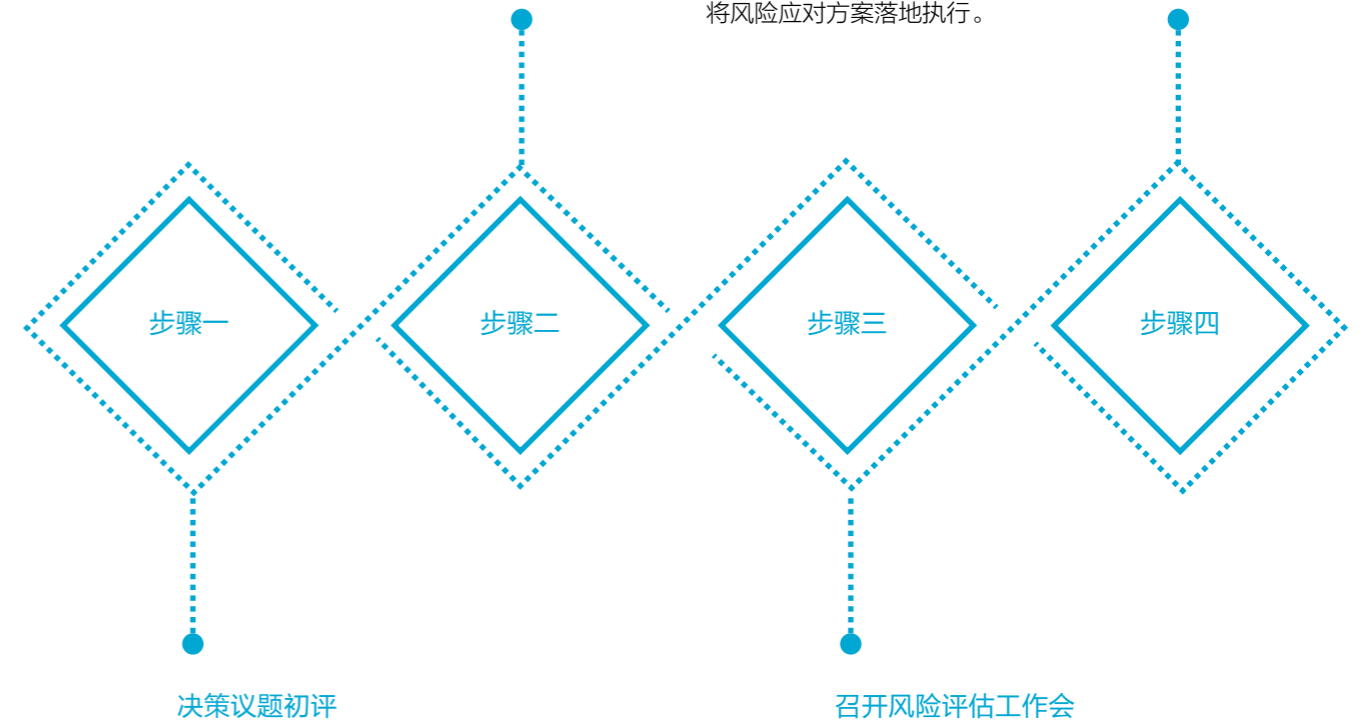 将风险应对方案落地执行。
步骤一
步骤二
步骤三
步骤四
决策议题初评
召开风险评估工作会